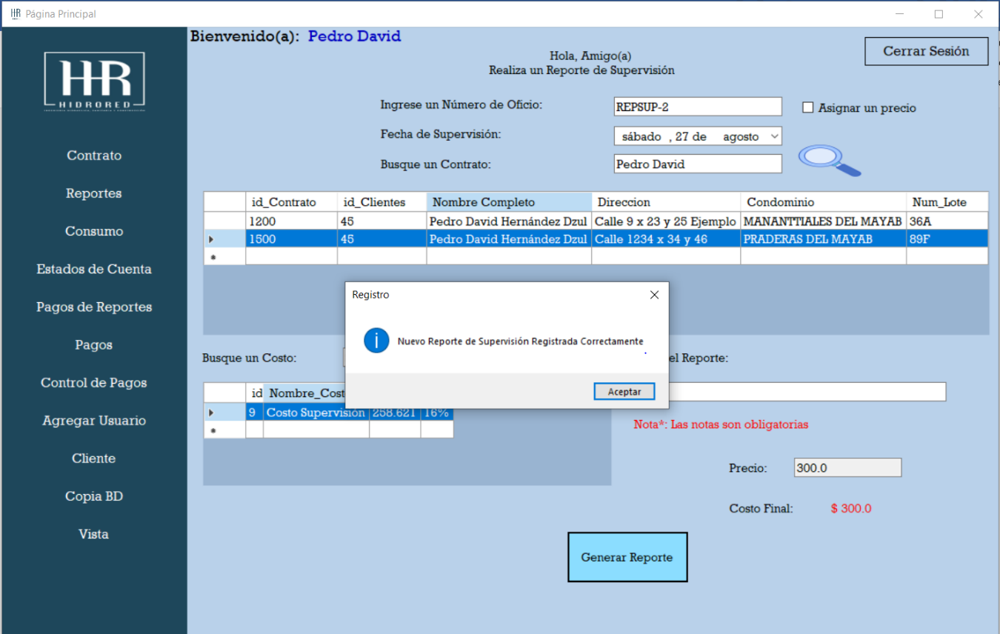 Página Principal
Bienvenido(a): Pedro David
Hola, Amigo(a)
Realiza un Reporte de Supervisión
Cerrar Sesión
HR
HIDRORED
Contrato
Reportes
Consumo
Estados de Cuenta
Pagos de Reportes
Pagos
Control de Pagos
Agregar Usuario
Cliente
Copia BD
Vista
Ingrese un Número de Oficio: REPSUP-2
Asignar un precio
Fecha de Supervisión: sábado , 27 de agosto
Busque un Contrato: Pedro David
id_Contrato id_Clientes Nombre Completo Direccion Condominio Num_Lote
1200 45 Pedro David Hernández Dzul Calle 9 x 23 y 25 Ejemplo MANANTTIALES DEL MAYAB 36A
1500 45 Pedro David Hernández Dzul Calle 1234 x 34 y 46 PRADERAS DEL MAYAB 89F
Registro
Nuevo Reporte de Supervisión Registrada Correctamente
Aceptar
Busque un Costo:
el Reporte:
id Nombre_Cost
9 Costo Supervisión 258.621 16%
Nota*: Las notas son obligatorias
Precio: 300.0
Costo Final: $ 300.0
Generar Reporte